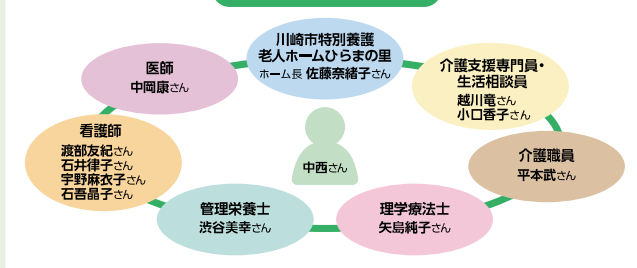 川崎市特別養護
老人ホームひらまの里
ホーム長 佐藤奈緒子さん
医師
中岡康さん
介護支援専門員・
生活相談員
越川竜さん
小口香子さん
看護師
渡部友紀さん
石井律子さん
宇野麻衣子さん
石吾晶子さん
中西さん
介護職員
平本武さん
管理栄養士
渋谷美幸さん
理学療法士
矢島純子さん